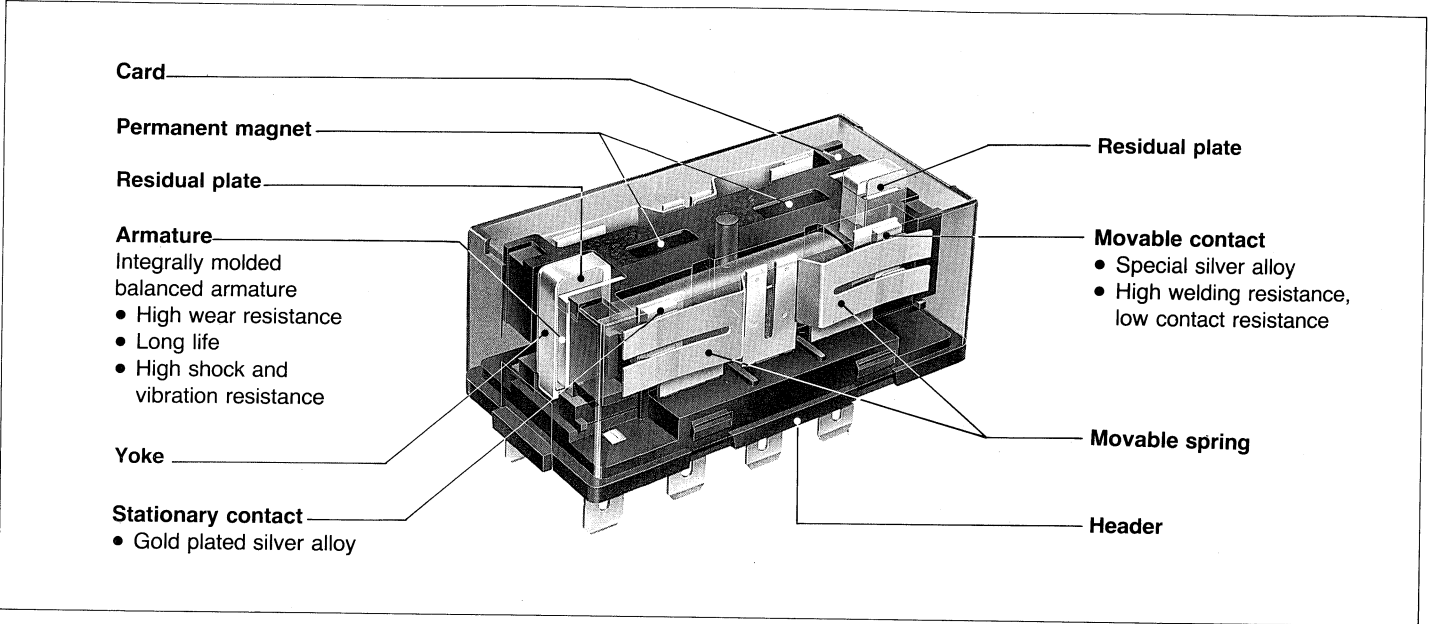 Card
Permanent magnet
Residual plate
Armature
Integrally molded
balanced armature
• High wear resistance
• Long life
• High shock and
vibration resistance
Yoke
Stationary contact
• Gold plated silver alloy
Residual plate
Movable contact
• Special silver alloy
• High welding resistance,
low contact resistance
Movable spring
Header